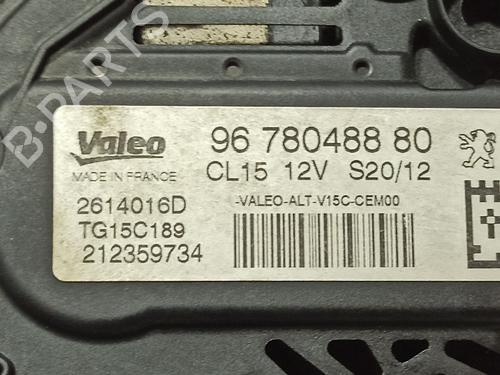 Valeo
MADE IN FRANCE
96 780488 80
CL15 12V S20/12
2614016D
TG15C189
212359734
-VALEO-ALT-V15C-CEM00
B-PARTS